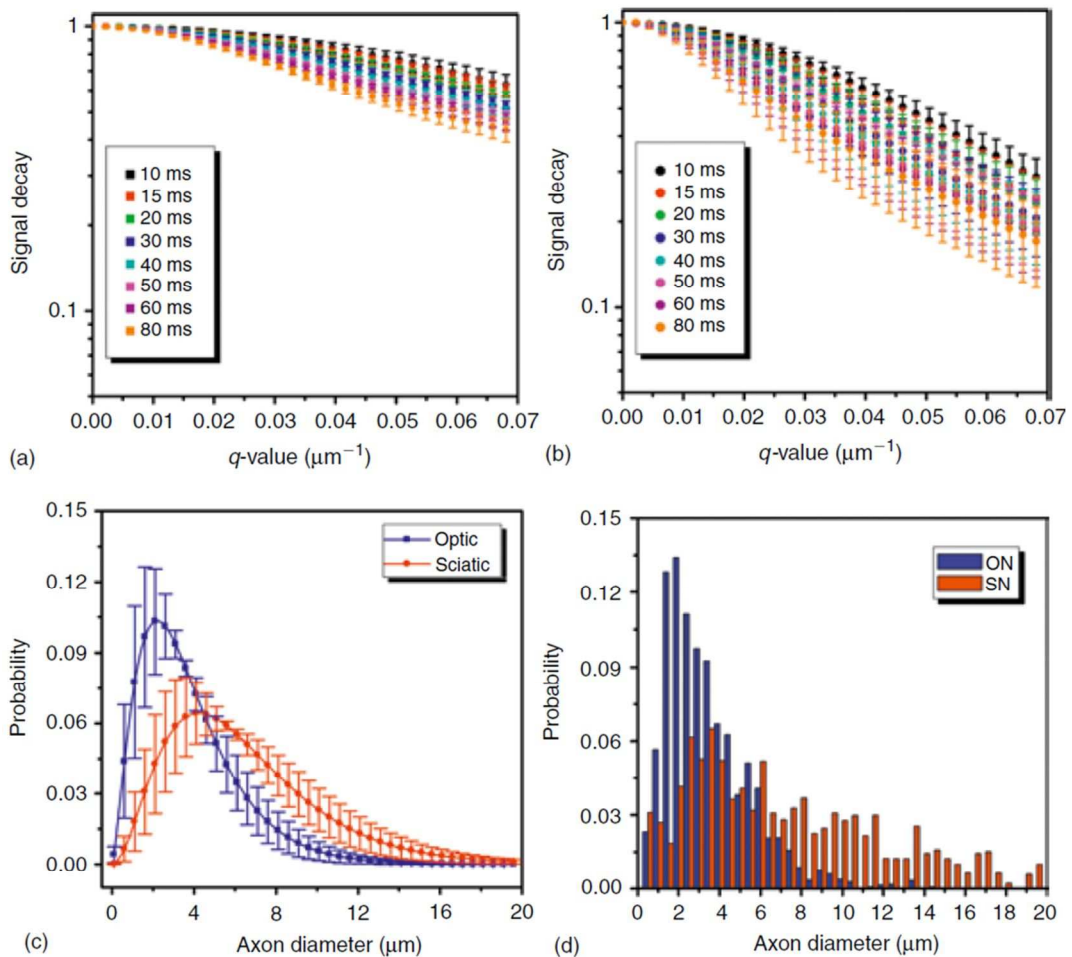 1
0.1
Signal decay
10 ms
15 ms
20 ms
30 ms
40 ms
50 ms
60 ms
80 ms
0.00 0.01 0.02 0.03 0.04 0.05 0.06 0.07
(a)
q-value (µm⁻¹)
1
0.1
Signal decay
10 ms
15 ms
20 ms
30 ms
40 ms
50 ms
60 ms
80 ms
0.00 0.01 0.02 0.03 0.04 0.05 0.06 0.07
(b)
q-value (µm⁻¹)
0.15
0.12
0.09
0.06
0.03
0.00
Probability
Optic
Sciatic
0 4 8 12 16 20
(c)
Axon diameter (µm)
0.15
0.12
0.09
0.06
0.03
0.00
Probability
ON
SN
0 2 4 6 8 10 12 14 16 18 20
(d)
Axon diameter (µm)